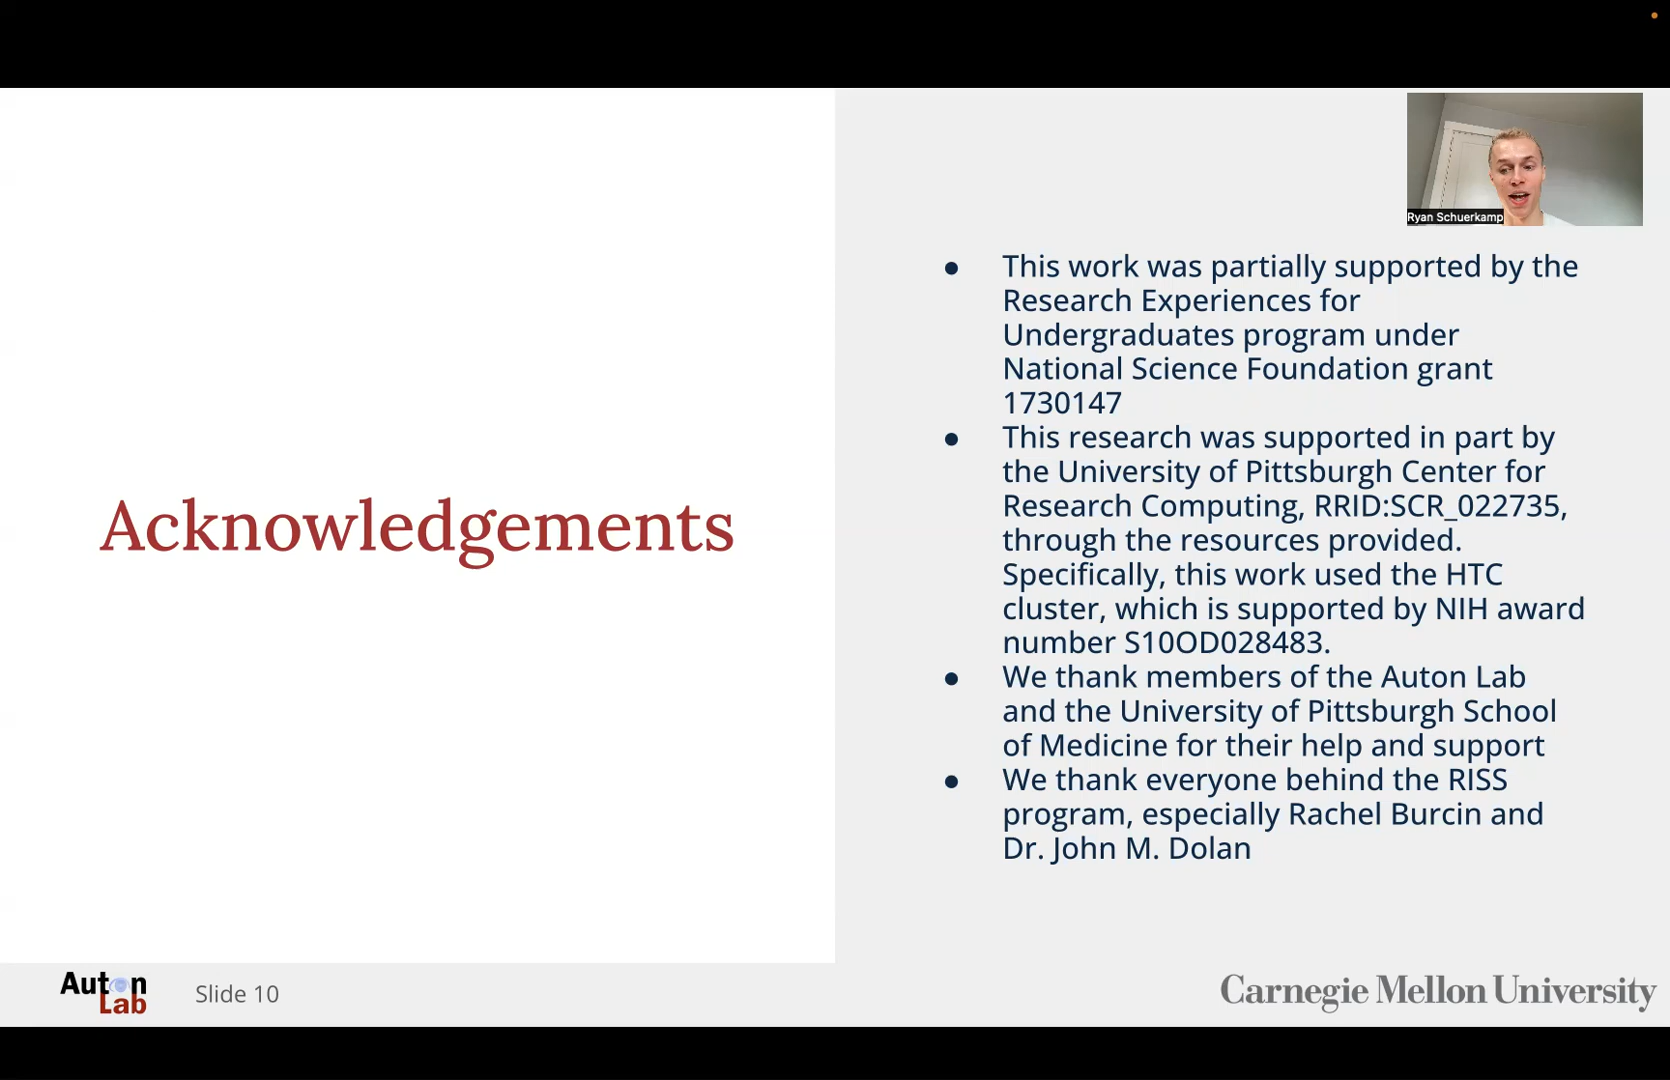 Ryan Schuerkamp
Acknowledgements
● This work was partially supported by the
Research Experiences for
Undergraduates program under
National Science Foundation grant
1730147
● This research was supported in part by
the University of Pittsburgh Center for
Research Computing, RRID:SCR_022735,
through the resources provided.
Specifically, this work used the HTC
cluster, which is supported by NIH award
number S10OD028483.
● We thank members of the Auton Lab
and the University of Pittsburgh School
of Medicine for their help and support
● We thank everyone behind the RISS
program, especially Rachel Burcin and
Dr. John M. Dolan
Auton
Lab
Slide 10
Carnegie Mellon University